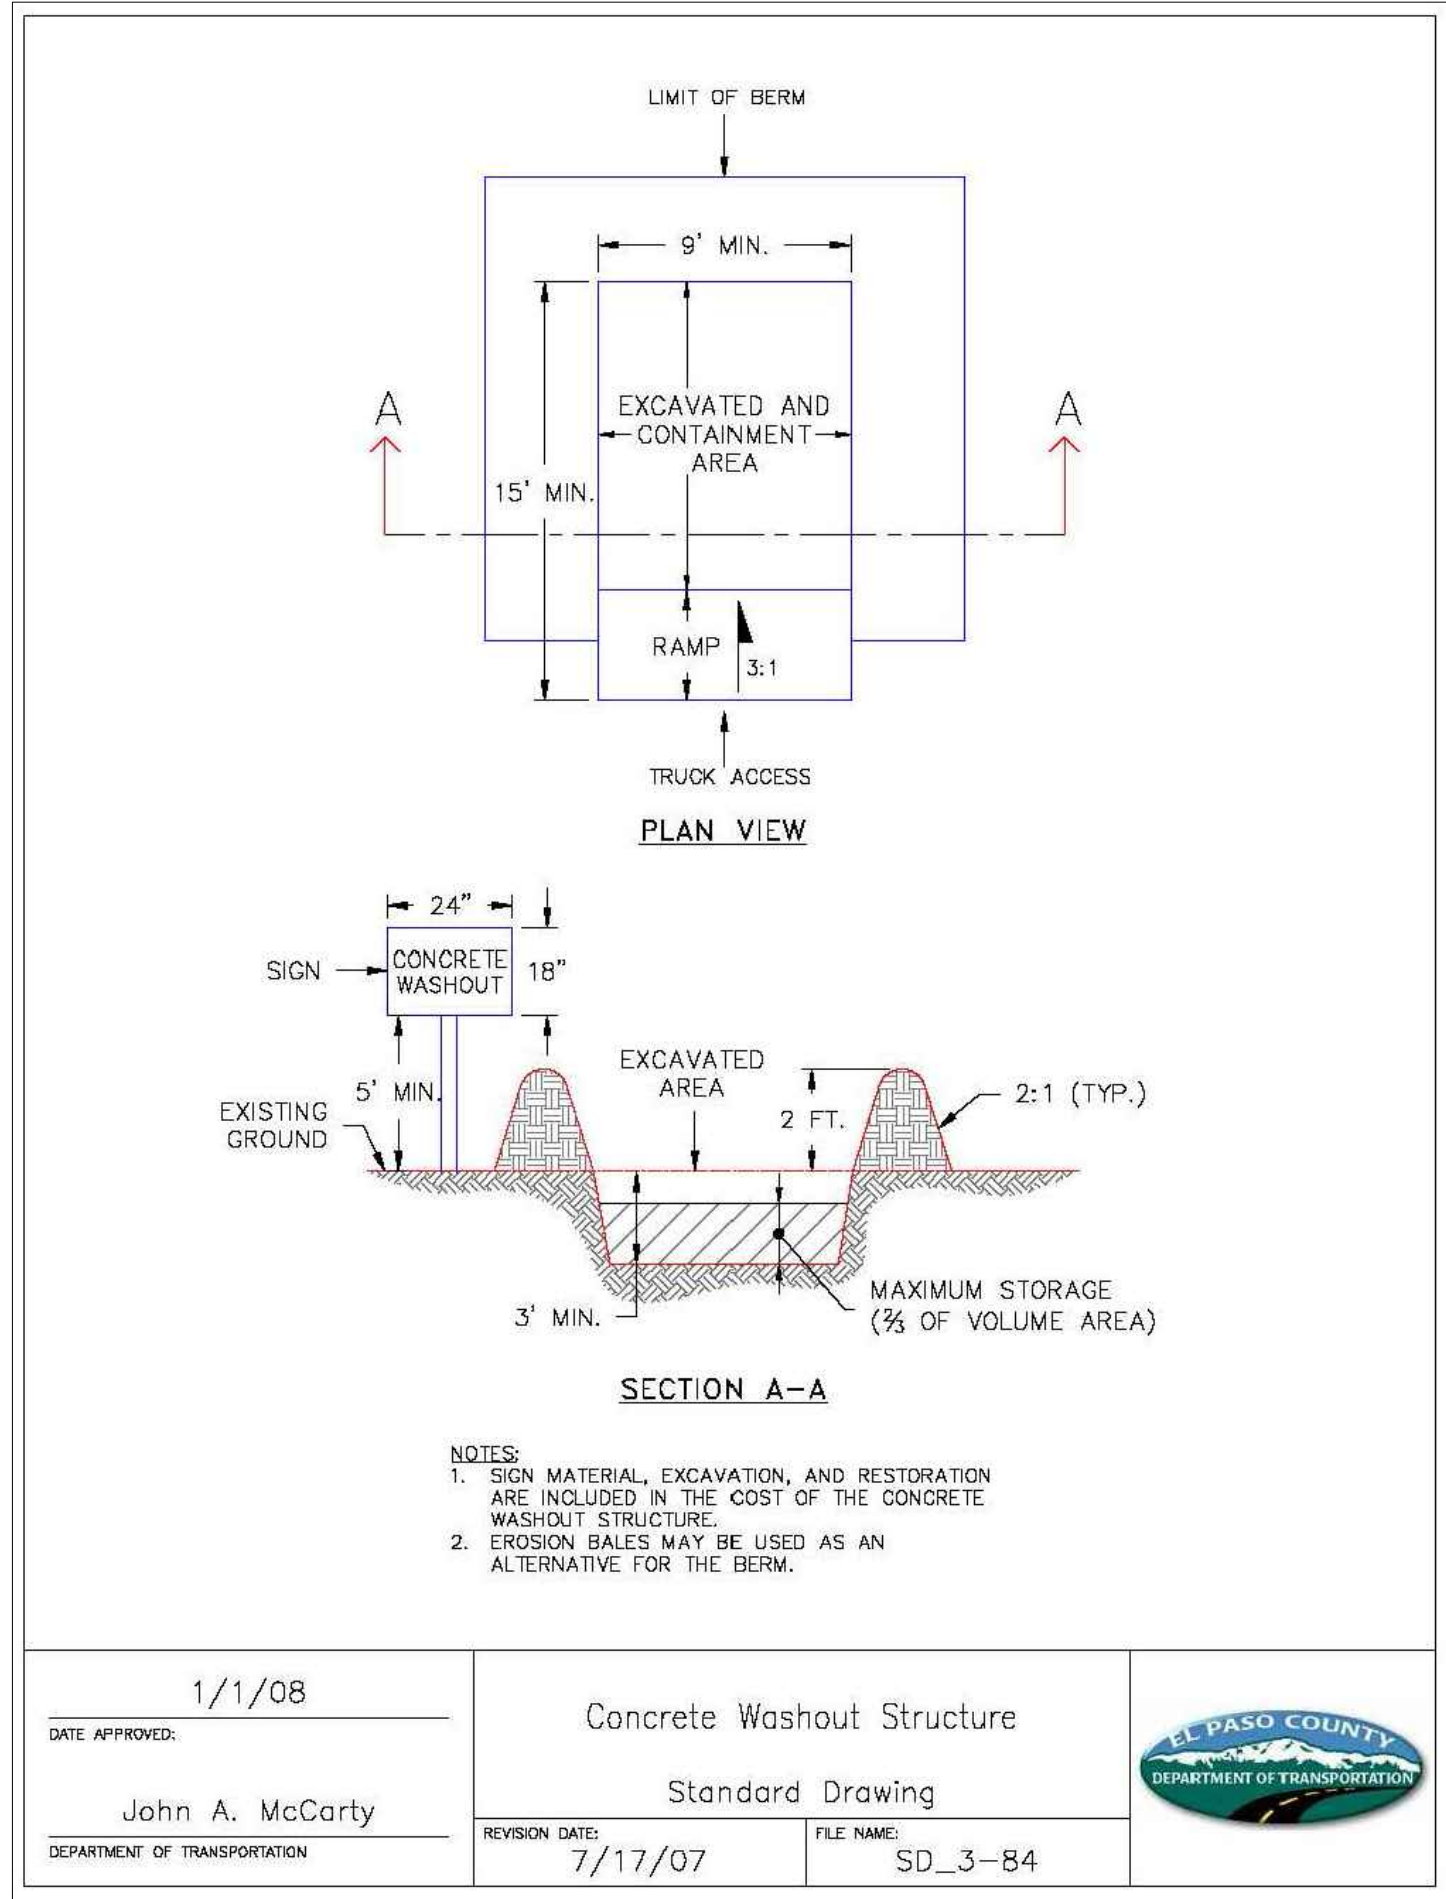 LIMIT OF BERM
9' MIN.
A
A
EXCAVATED AND
CONTAINMENT
AREA
15' MIN.
RAMP
3:1
TRUCK ACCESS
PLAN VIEW
24"
SIGN
CONCRETE
WASHOUT
18"
EXCAVATED
AREA
5' MIN.
2 FT.
2:1 (TYP.)
EXISTING
GROUND
3' MIN.
MAXIMUM STORAGE
(⅔ OF VOLUME AREA)
SECTION A-A
NOTES:
1. SIGN MATERIAL, EXCAVATION, AND RESTORATION
ARE INCLUDED IN THE COST OF THE CONCRETE
WASHOUT STRUCTURE.
2. EROSION BALES MAY BE USED AS AN
ALTERNATIVE FOR THE BERM.
1/1/08
DATE APPROVED:
John A. McCarty
DEPARTMENT OF TRANSPORTATION
Concrete Washout Structure
Standard Drawing
REVISION DATE:
7/17/07
FILE NAME:
SD_3-84
EL PASO COUNTY
DEPARTMENT OF TRANSPORTATION